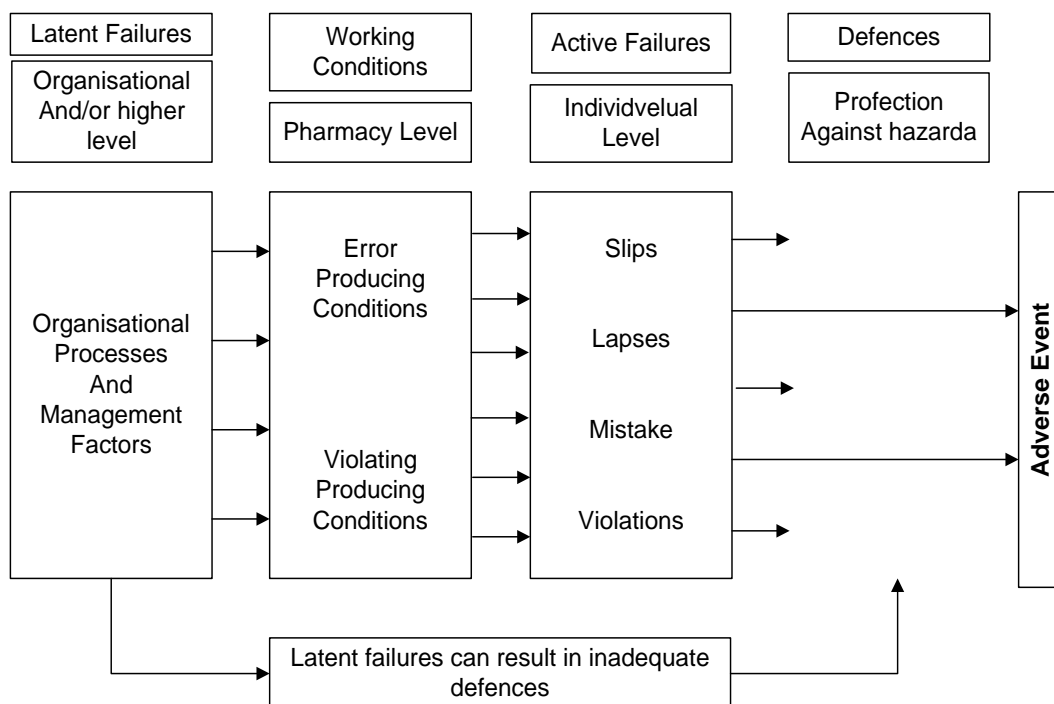 Latent Failures
Organisational
And/or higher
level
Working
Conditions
Pharmacy Level
Active Failures
Individvelual
Level
Defences
Profection
Against hazarda
Organisational
Processes
And
Management
Factors
Error
Producing
Conditions
Violating
Producing
Conditions
Slips
Lapses
Mistake
Violations
Adverse Event
Latent failures can result in inadequate
defences